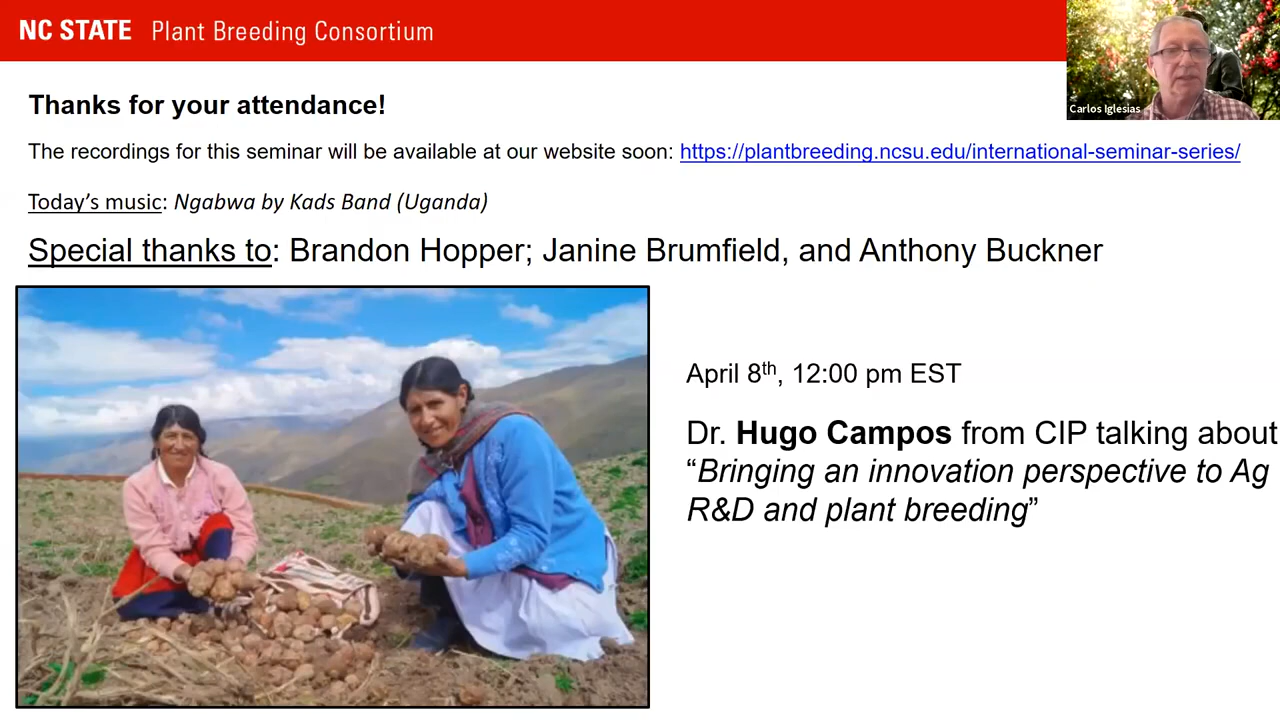 NC STATE Plant Breeding Consortium
Carlos Iglesias
Thanks for your attendance!
The recordings for this seminar will be available at our website soon: https://plantbreeding.ncsu.edu/international-seminar-series/
Today's music: Ngabwa by Kads Band (Uganda)
Special thanks to: Brandon Hopper; Janine Brumfield, and Anthony Buckner
April 8th, 12:00 pm EST
Dr. Hugo Campos from CIP talking about
“Bringing an innovation perspective to Ag
R&D and plant breeding”